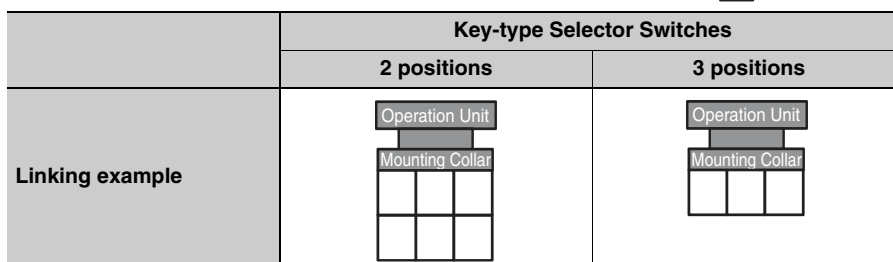 Key-type Selector Switches
2 positions
3 positions
Linking example
Operation Unit
Mounting Collar
Operation Unit
Mounting Collar